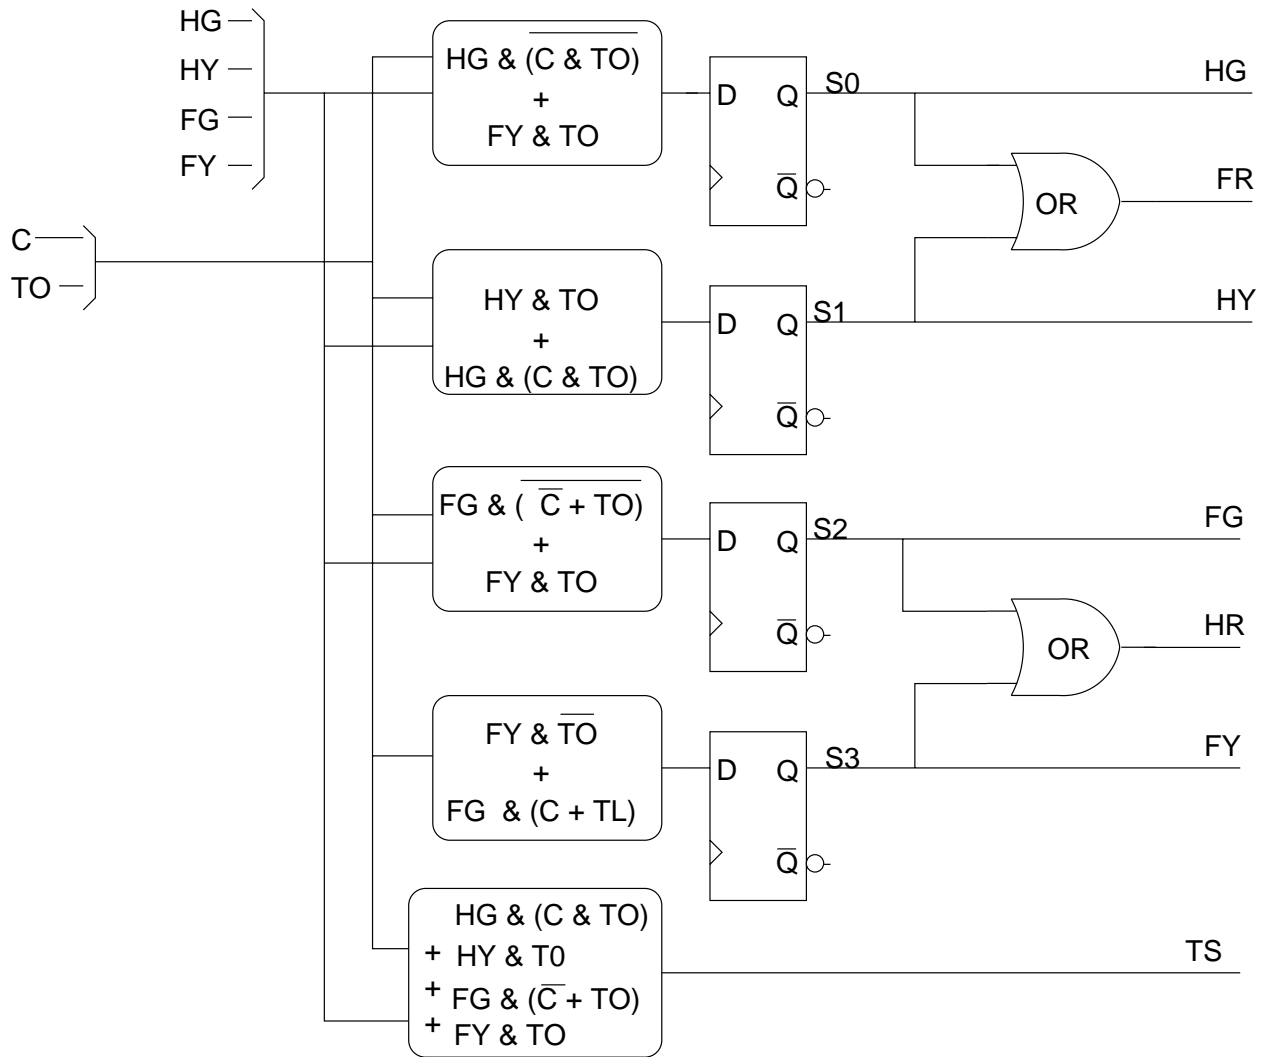 HG
HY
FG
FY
C
TO
HG & (C̅ ̅&̅ ̅T̅O̅)
+
FY & TO
D Q
Q̅
S0
HG
OR
FR
HY & TO
+
HG & (C & TO)
D Q
Q̅
S1
HY
FG & ( C̅ + TO)
+
FY & TO
D Q
Q̅
S2
FG
OR
HR
FY & T̅O̅
+
FG & (C + TL)
D Q
Q̅
S3
FY
HG & (C & TO)
+ HY & T0
+ FG & (C̅ + TO)
+ FY & TO
TS